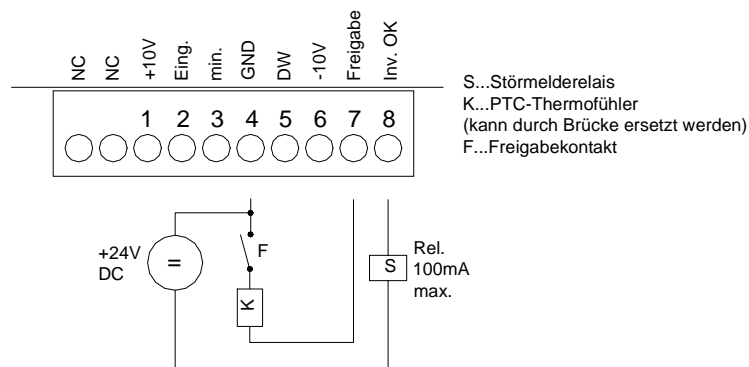 NC
NC
+10V
Eing.
min.
GND
DW
-10V
Freigabe
Inv. OK
1 2 3 4 5 6 7 8
S...Störmelderelais
K...PTC-Thermofühler
(kann durch Brücke ersetzt werden)
F...Freigabekontakt
+24V
DC
=
F
K
S
Rel.
100mA
max.